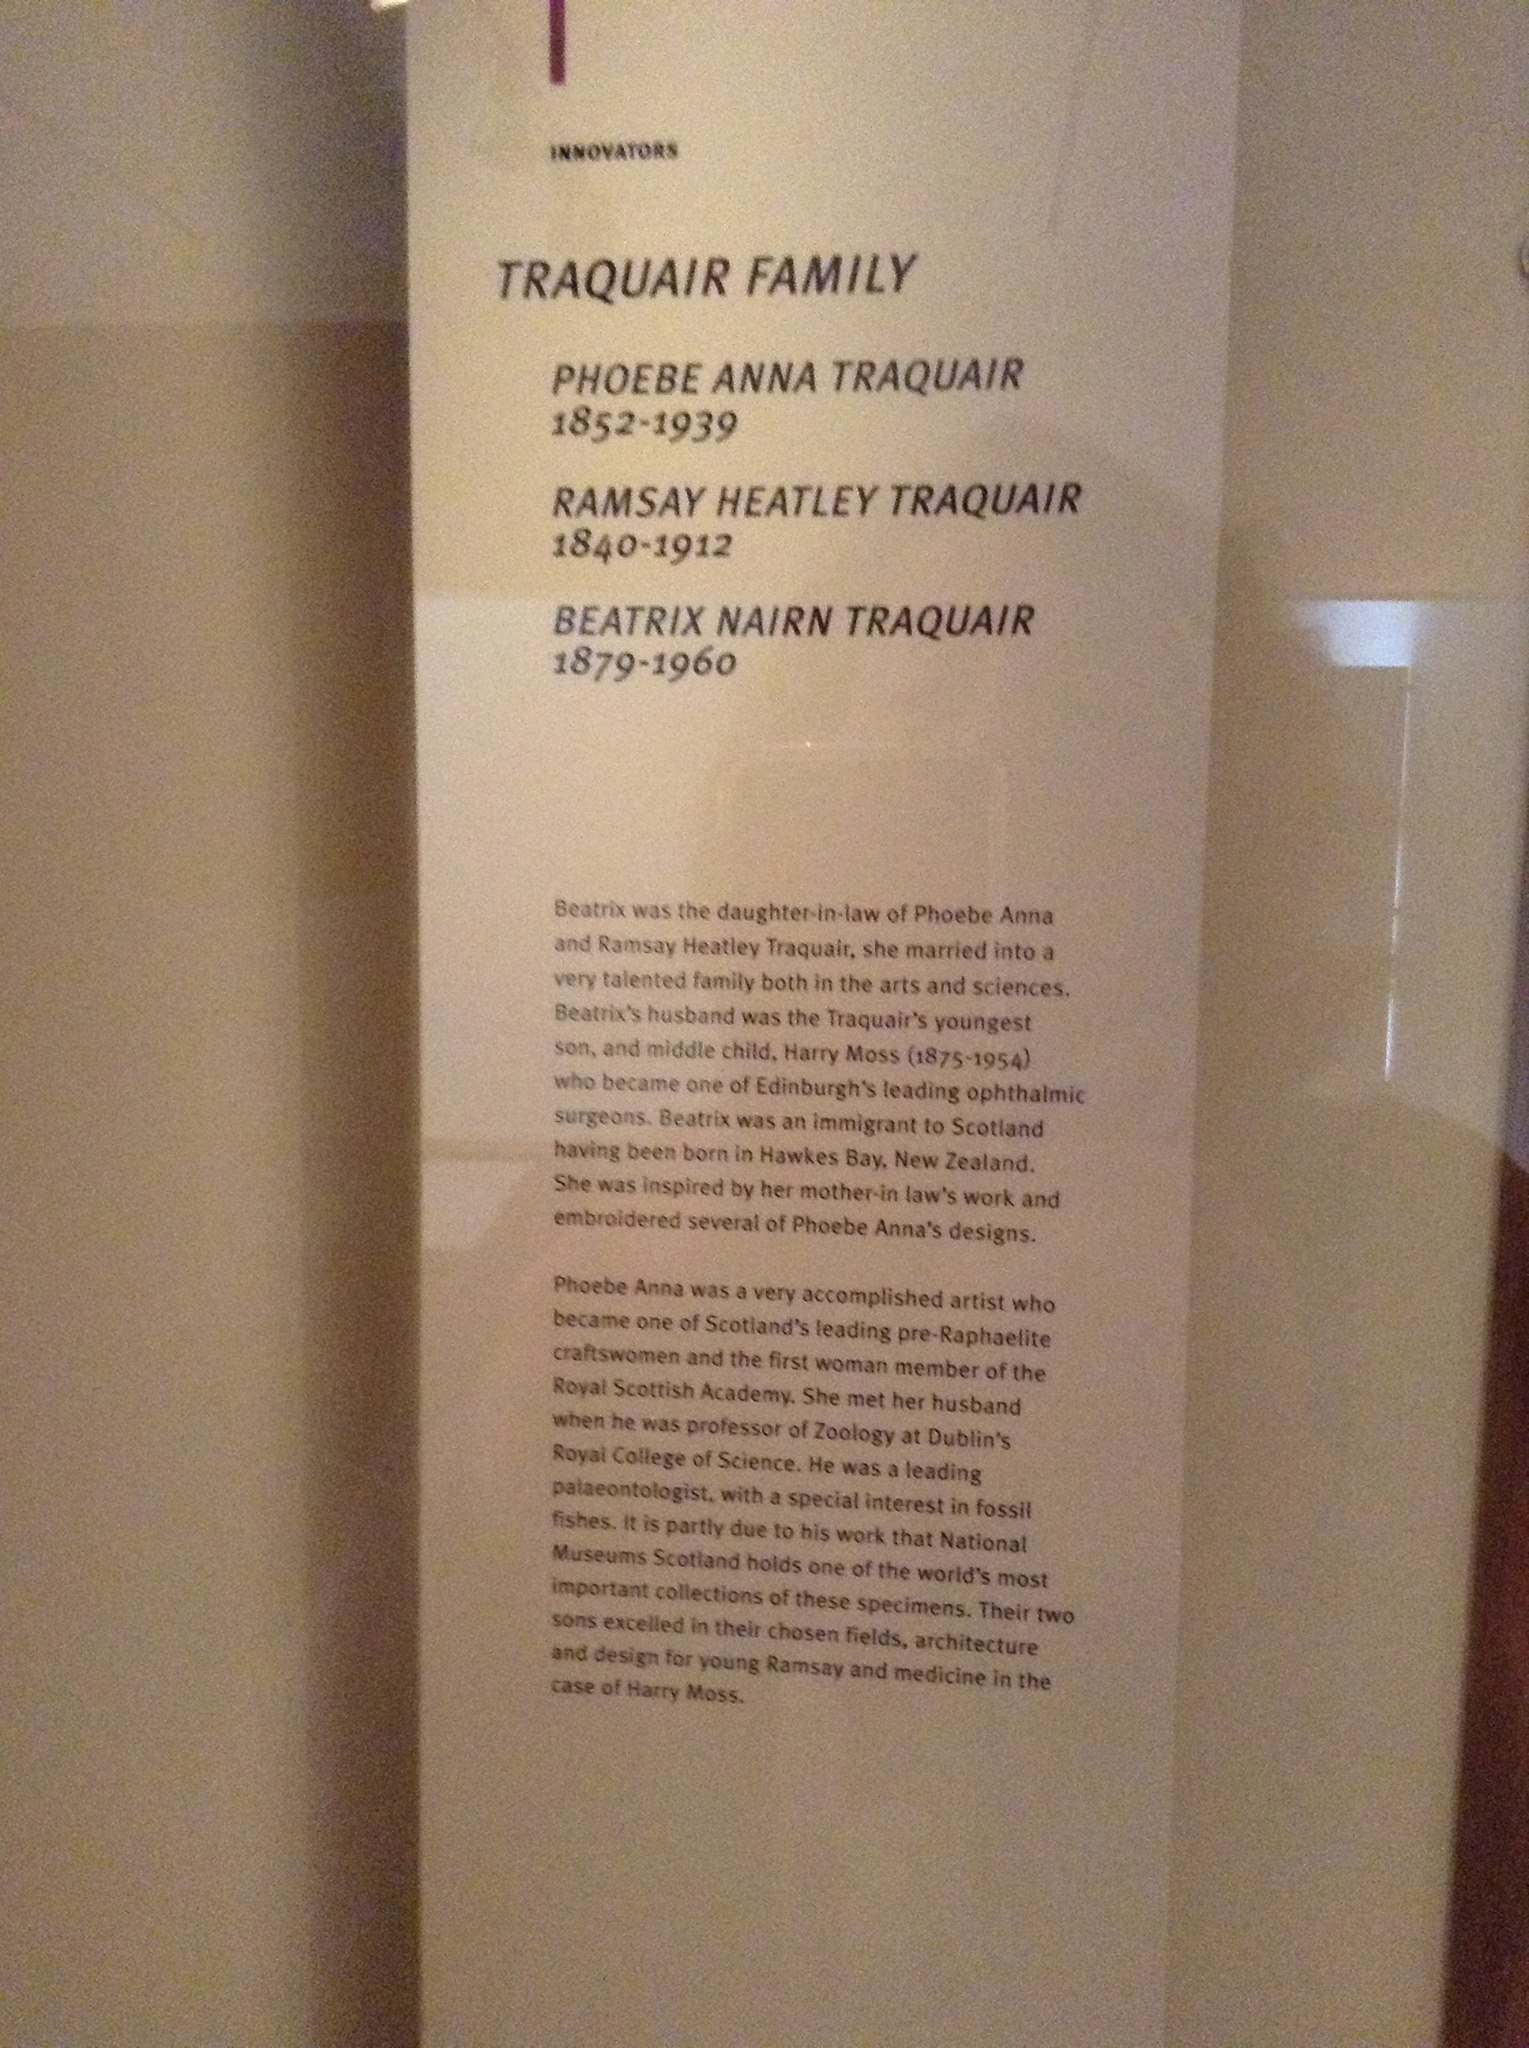 INNOVATORS
TRAQUAIR FAMILY
PHOEBE ANNA TRAQUAIR
1852-1939
RAMSAY HEATLEY TRAQUAIR
1840-1912
BEATRIX NAIRN TRAQUAIR
1879-1960
Beatrix was the daughter-in-law of Phoebe Anna
and Ramsay Heatley Traquair, she married into a
very talented family both in the arts and sciences.
Beatrix's husband was the Traquair's youngest
son, and middle child, Harry Moss (1875-1954)
who became one of Edinburgh's leading ophthalmic
surgeons. Beatrix was an immigrant to Scotland
having been born in Hawkes Bay, New Zealand.
She was inspired by her mother-in law's work and
embroidered several of Phoebe Anna's designs.
Phoebe Anna was a very accomplished artist who
became one of Scotland's leading pre-Raphaelite
craftswomen and the first woman member of the
Royal Scottish Academy. She met her husband
when he was professor of Zoology at Dublin's
Royal College of Science. He was a leading
palaeontologist, with a special interest in fossil
fishes. It is partly due to his work that National
Museums Scotland holds one of the world's most
important collections of these specimens. Their two
sons excelled in their chosen fields, architecture
and design for young Ramsay and medicine in the
case of Harry Moss.